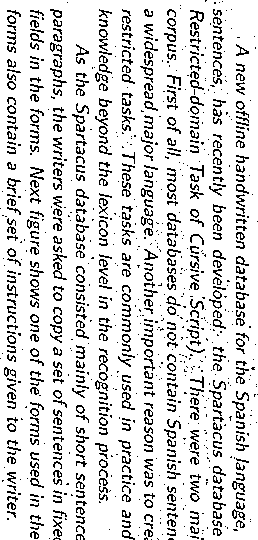 A new offline handwritten database for the Spanish language,
sentences, has recently been developed: the Spartacus database
Restricted-domain Task of Cursive Script). There were two
corpus. First of all, most databases do not contain Spanish
a widespread major language. Another important reason was to
restricted tasks. These tasks are commonly used in practice and
knowledge beyond the lexicon level in the recognition process.
As the Spartacus database consisted mainly of short
paragraphs, the writers were asked to copy a set of sentences in
fields in the forms. Next figure shows one of the forms used in the
forms also contain a brief set of instructions given to the writer.